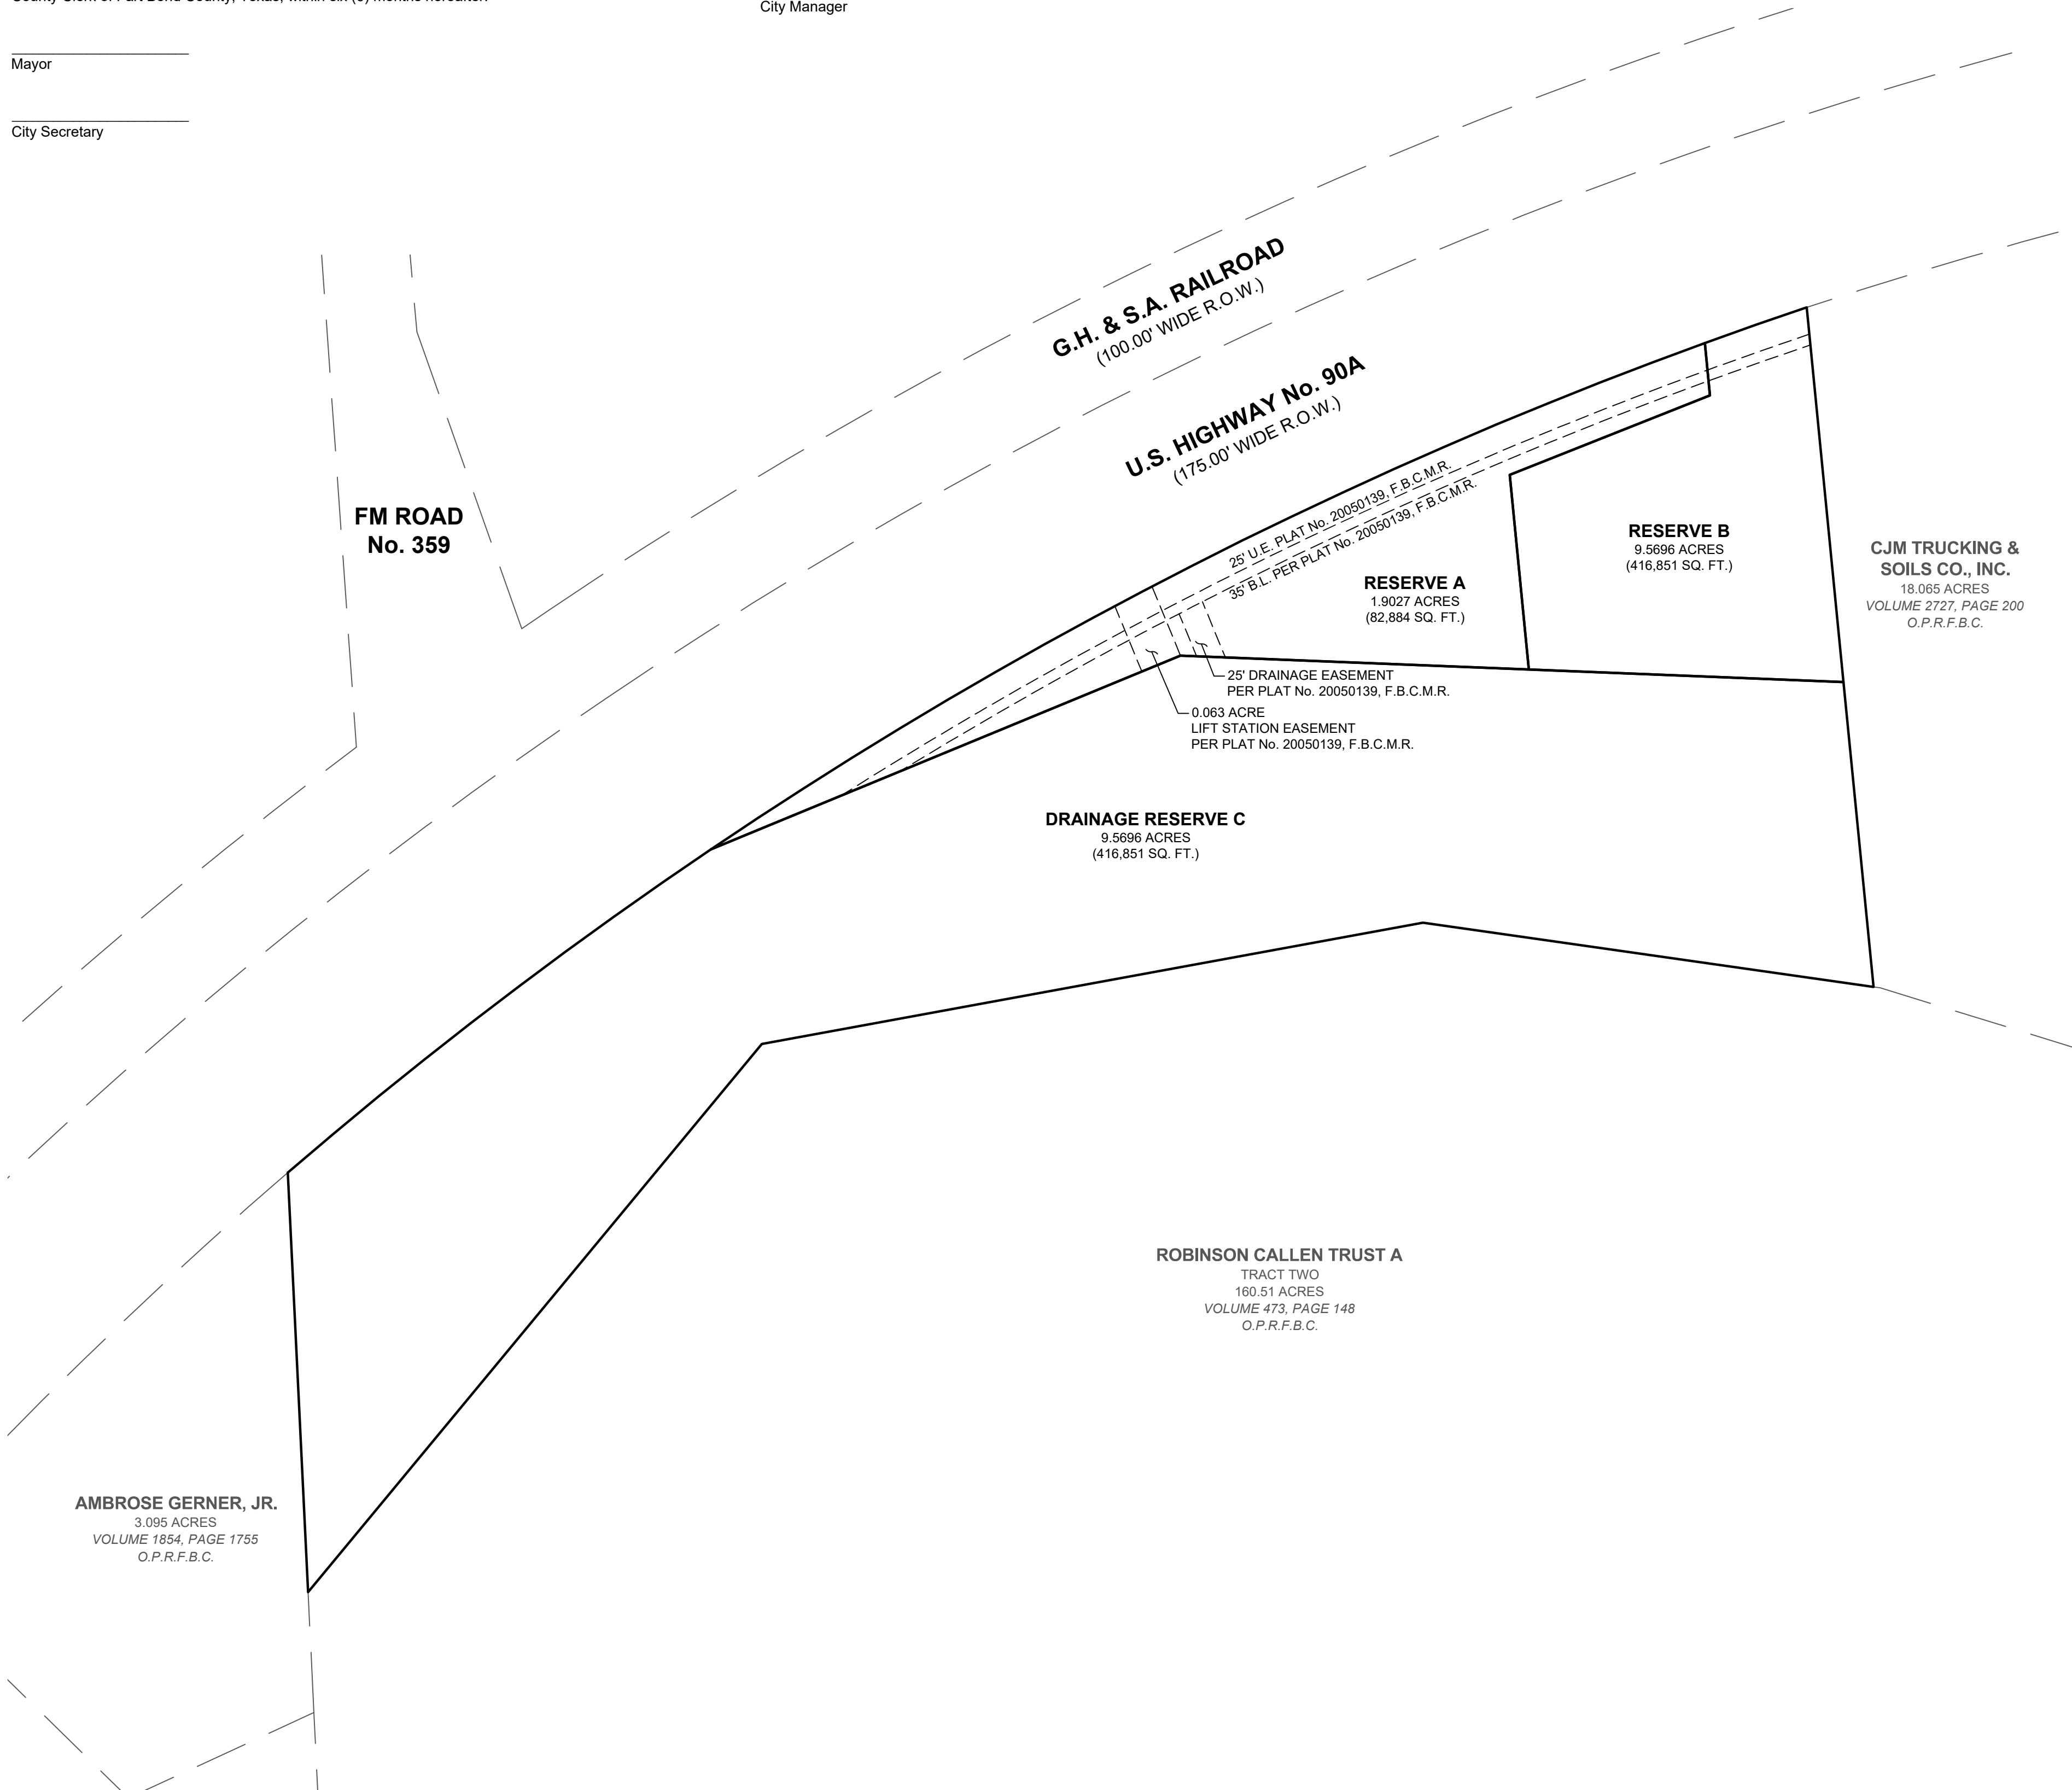 City Manager
Mayor
City Secretary
G.H. & S.A. RAILROAD
(100.00' WIDE R.O.W.)
U.S. HIGHWAY No. 90A
(175.00' WIDE R.O.W.)
FM ROAD
No. 359
25' U.E. PLAT No. 20050139, F.B.C.M.R.
35' B.L. PER PLAT No. 20050139, F.B.C.M.R.
RESERVE A
1.9027 ACRES
(82,884 SQ. FT.)
RESERVE B
9.5696 ACRES
(416,851 SQ. FT.)
CJM TRUCKING &
SOILS CO., INC.
18.065 ACRES
VOLUME 2727, PAGE 200
O.P.R.F.B.C.
25' DRAINAGE EASEMENT
PER PLAT No. 20050139, F.B.C.M.R.
0.063 ACRE
LIFT STATION EASEMENT
PER PLAT No. 20050139, F.B.C.M.R.
DRAINAGE RESERVE C
9.5696 ACRES
(416,851 SQ. FT.)
ROBINSON CALLEN TRUST A
TRACT TWO
160.51 ACRES
VOLUME 473, PAGE 148
O.P.R.F.B.C.
AMBROSE GERNER, JR.
3.095 ACRES
VOLUME 1854, PAGE 1755
O.P.R.F.B.C.